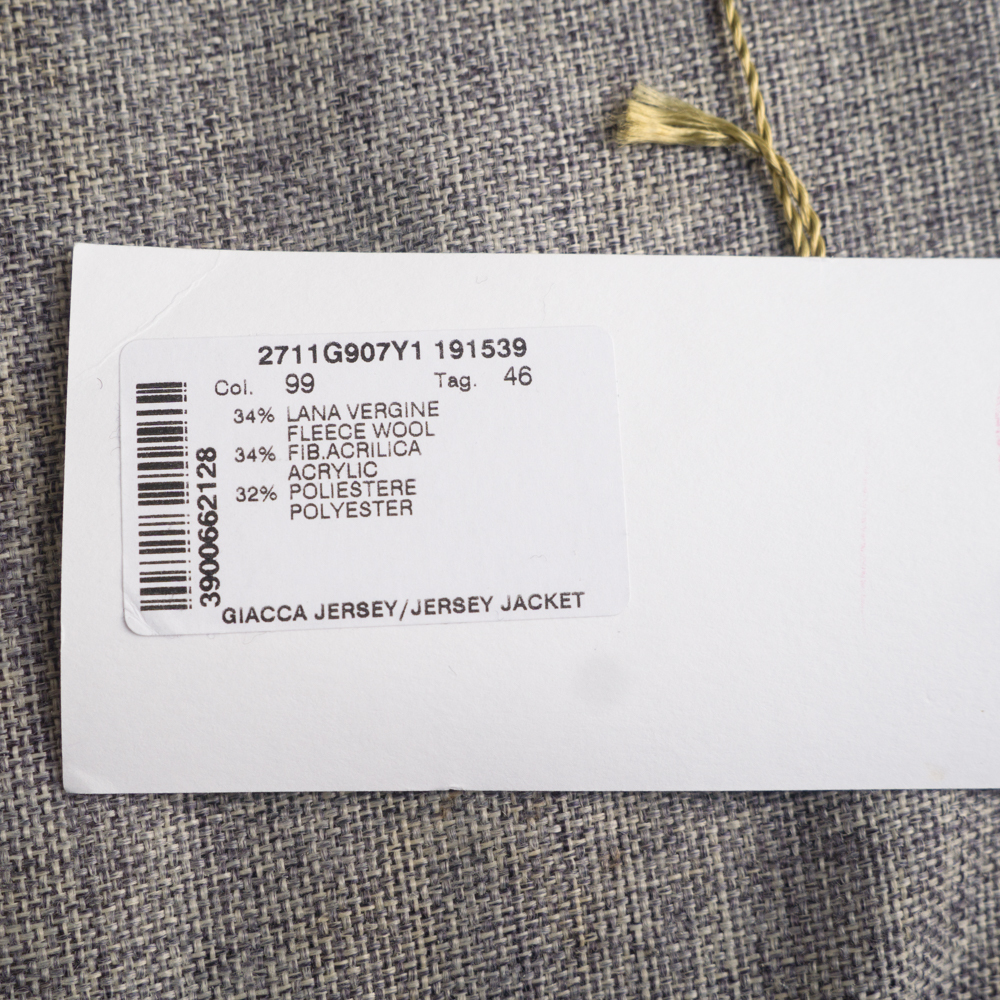 2711G907Y1 191539
Col. 99 Tag. 46
34% LANA VERGINE
FLEECE WOOL
34% FIB.ACRILICA
ACRYLIC
32% POLIESTERE
POLYESTER
3900662128
GIACCA JERSEY/JERSEY JACKET